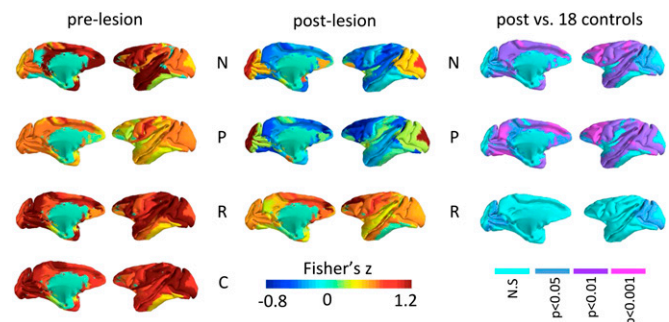 pre-lesion post-lesion post vs. 18 controls
N N
P P
R R
C
Fisher's z
-0.8 0 1.2
N.S p<0.05 p<0.01 p<0.001